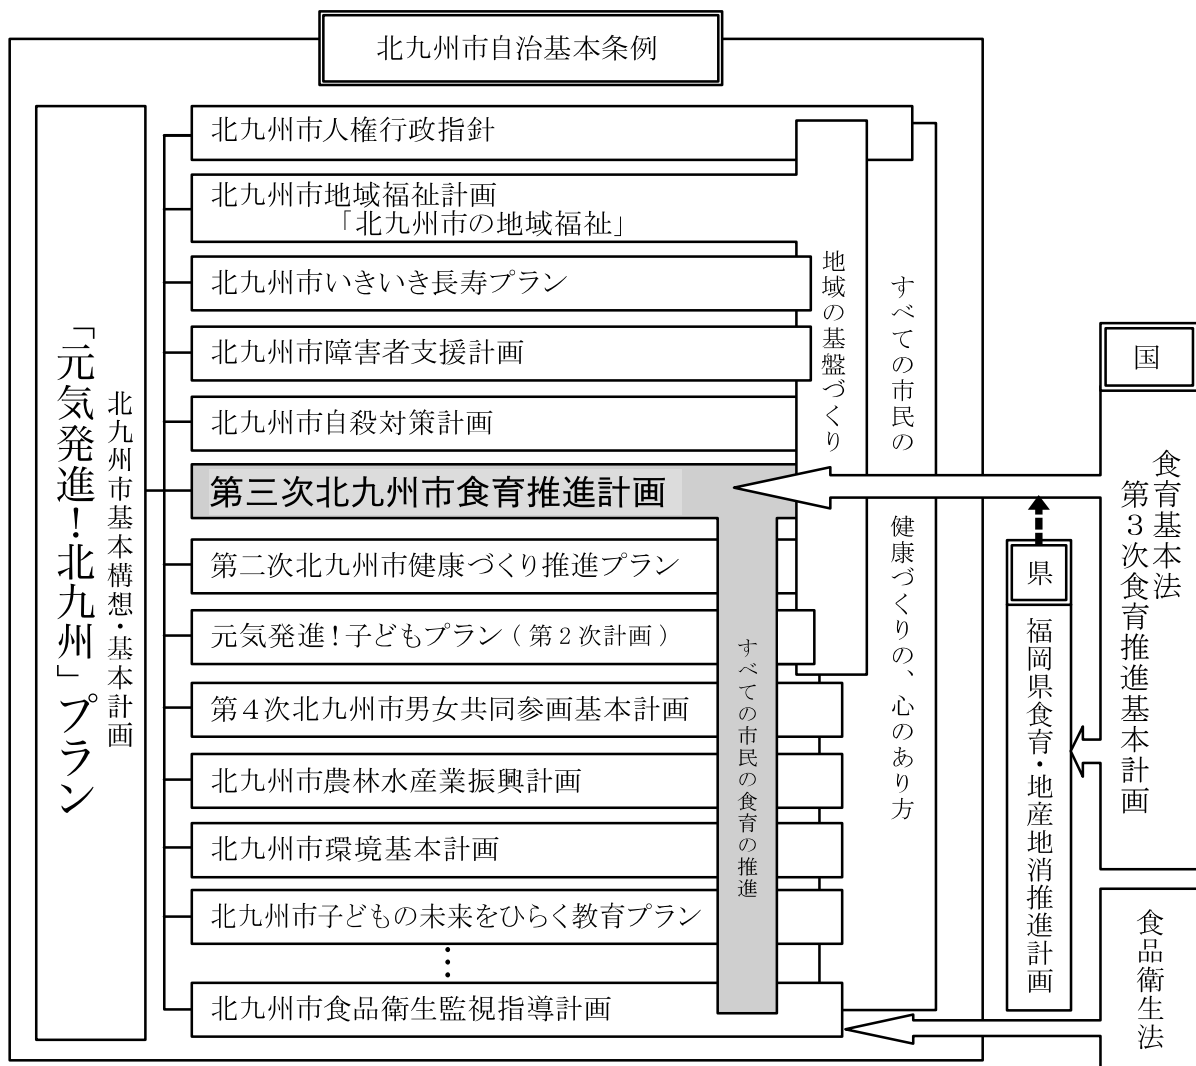 北九州市自治基本条例
北九州市基本構想・基本計画
「元気発進！北九州」プラン
北九州市人権行政指針
北九州市地域福祉計画
「北九州市の地域福祉」
北九州市いきいき長寿プラン
北九州市障害者支援計画
北九州市自殺対策計画
第三次北九州市食育推進計画
第二次北九州市健康づくり推進プラン
元気発進！子どもプラン（第２次計画）
第４次北九州市男女共同参画基本計画
北九州市農林水産業振興計画
北九州市環境基本計画
北九州市子どもの未来をひらく教育プラン
⋮
北九州市食品衛生監視指導計画
すべての市民の食育の推進
地域の基盤づくり
すべての市民の　健康づくりの、心のあり方
県
福岡県食育・地産地消推進計画
国
食育基本法
第３次食育推進基本計画
食品衛生法